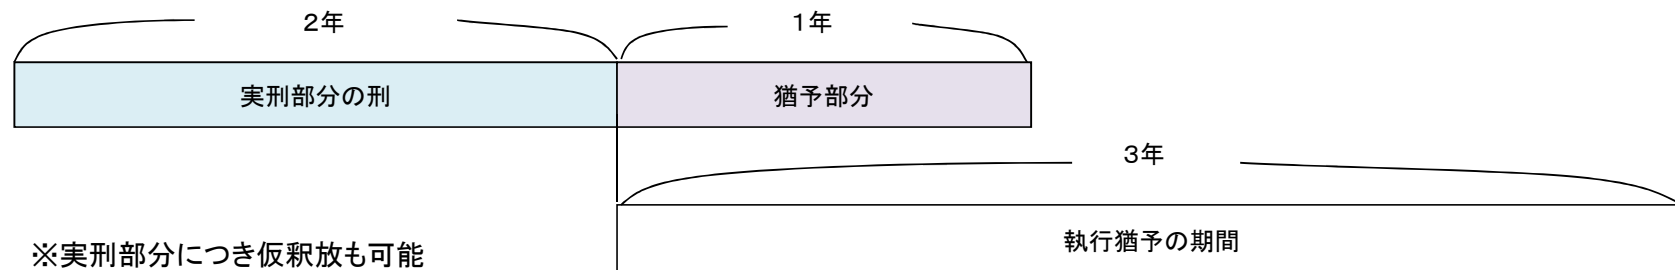 ２年
１年
実刑部分の刑
猶予部分
３年
執行猶予の期間
※実刑部分につき仮釈放も可能